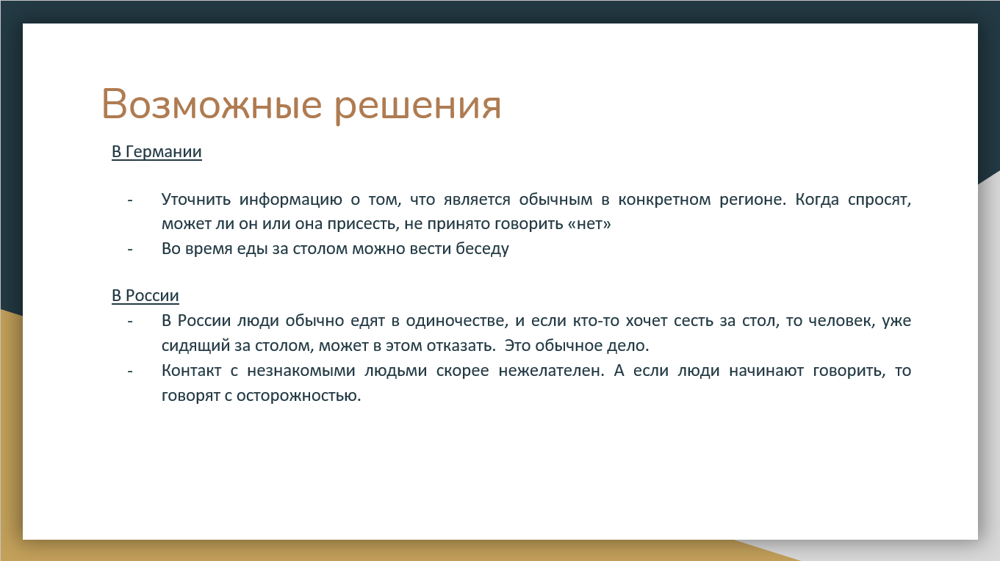 Возможные решения
В Германии
- Уточнить информацию о том, что является обычным в конкретном регионе. Когда спросят,
может ли он или она присесть, не принято говорить «нет»
- Во время еды за столом можно вести беседу
В России
- В России люди обычно едят в одиночестве, и если кто-то хочет сесть за стол, то человек, уже
сидящий за столом, может в этом отказать.  Это обычное дело.
- Контакт с незнакомыми людьми скорее нежелателен. А если люди начинают говорить, то
говорят с осторожностью.